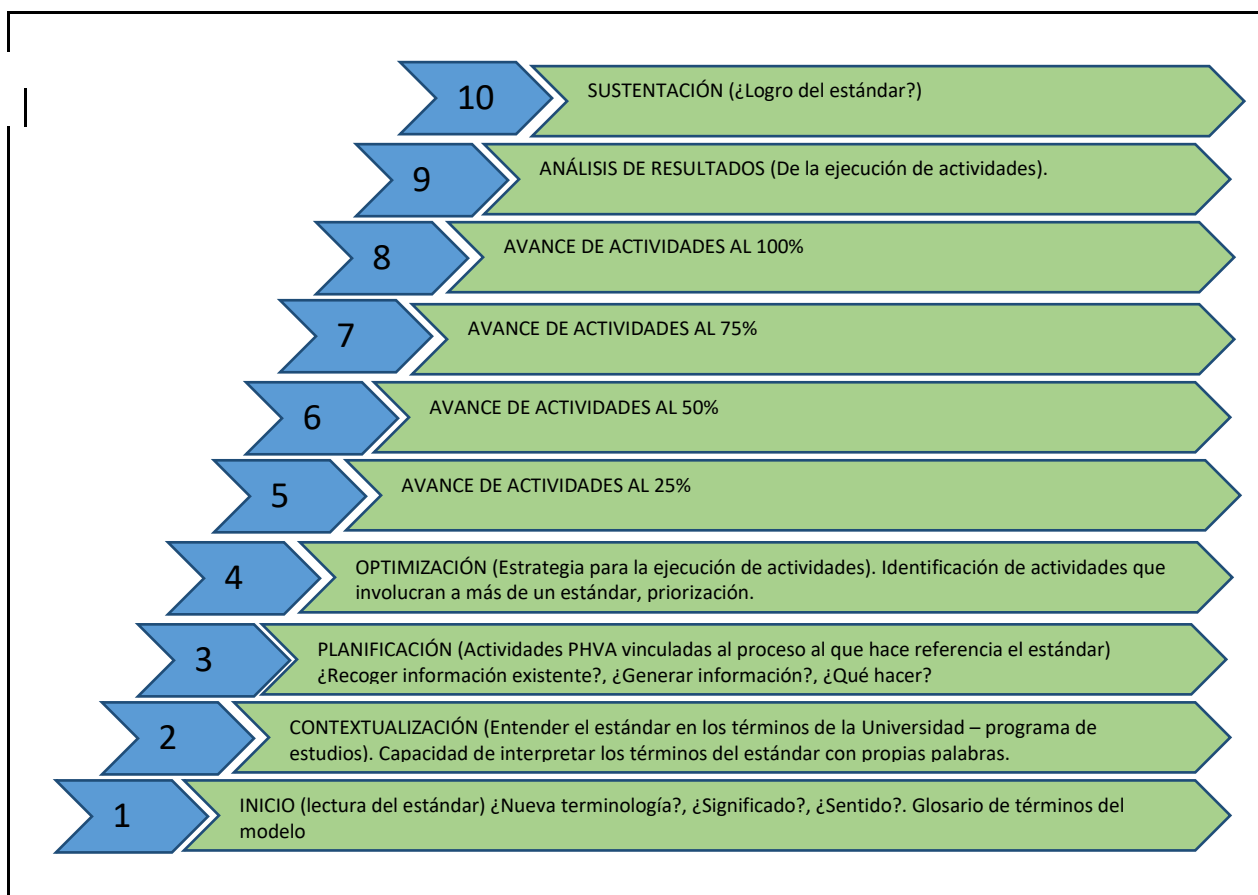 10
SUSTENTACIÓN (¿Logro del estándar?)
9
ANÁLISIS DE RESULTADOS (De la ejecución de actividades).
8
AVANCE DE ACTIVIDADES AL 100%
7
AVANCE DE ACTIVIDADES AL 75%
6
AVANCE DE ACTIVIDADES AL 50%
5
AVANCE DE ACTIVIDADES AL 25%
4
OPTIMIZACIÓN (Estrategia para la ejecución de actividades). Identificación de actividades que
involucran a más de un estándar, priorización.
3
PLANIFICACIÓN (Actividades PHVA vinculadas al proceso al que hace referencia el estándar)
¿Recoger información existente?, ¿Generar información?, ¿Qué hacer?
2
CONTEXTUALIZACIÓN (Entender el estándar en los términos de la Universidad – programa de
estudios). Capacidad de interpretar los términos del estándar con propias palabras.
1
INICIO (lectura del estándar) ¿Nueva terminología?, ¿Significado?, ¿Sentido?. Glosario de términos del
modelo